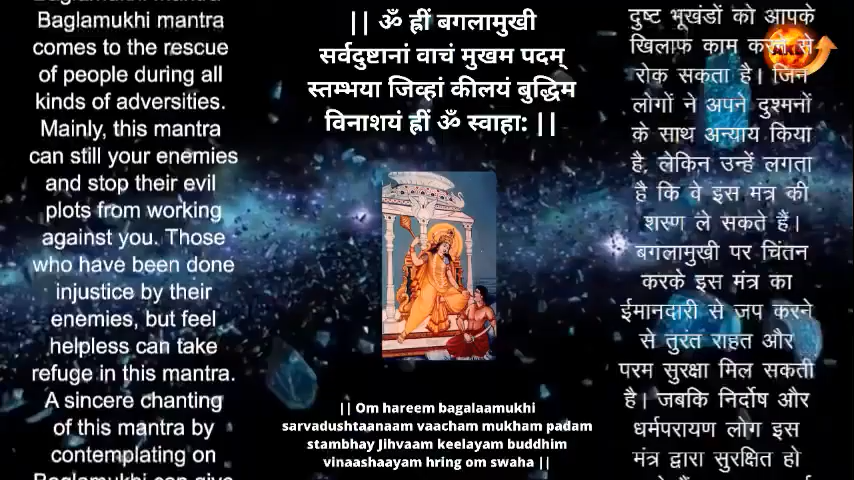 Baglamukhi mantra
comes to the rescue
of people during all
kinds of adversities.
Mainly, this mantra
can still your enemies
and stop their evil
plots from working
against you. Those
who have been done
injustice by their
enemies, but feel
helpless can take
refuge in this mantra.
A sincere chanting
of this mantra by
contemplating on
Baglamukhi can give
|| ॐ ह्रीं बगलामुखी
सर्वदुष्टानां वाचं मुखम पदम्
स्तम्भया जिव्हां कीलयं बुद्धिम
विनाशयं ह्रीं ॐ स्वाहा: ||
|| Om hareem bagalaamukhi
sarvadushtaanaam vaacham mukham padam
stambhay Jihvaam keelayam buddhim
vinaashaayam hring om swaha ||
दुष्ट भूखंडों को आपके
खिलाफ काम करने से
रोक सकता है। जिन
लोगों ने अपने दुश्मनों
के साथ अन्याय किया
है, लेकिन उन्हें लगता
है कि वे इस मंत्र की
शरण ले सकते हैं।
बगलामुखी पर चिंतन
करके इस मंत्र का
ईमानदारी से जप करने
से तुरत राहत और
परम सुरक्षा मिल सकती
है। जबकि निर्दोष और
धर्मपरायण लोग इस
मंत्र द्वारा सुरक्षित हो